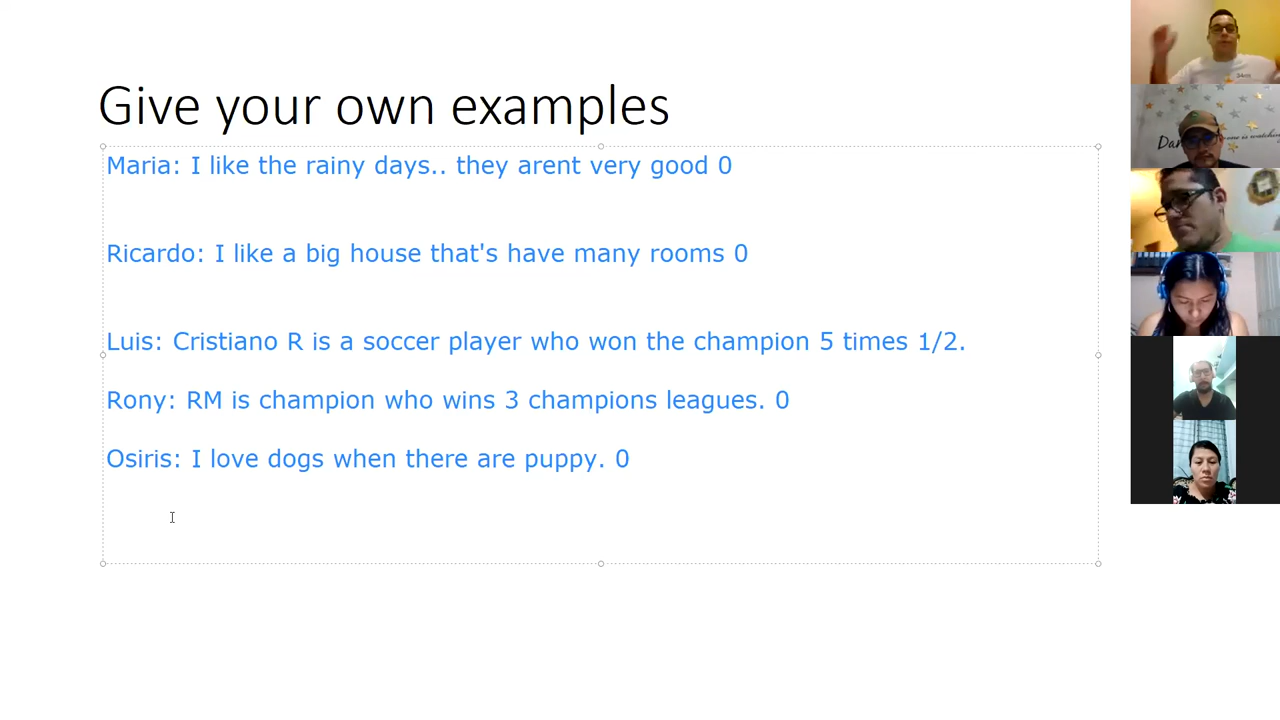 Give your own examples
Maria: I like the rainy days.. they arent very good 0
Ricardo: I like a big house that's have many rooms 0
Luis: Cristiano R is a soccer player who won the champion 5 times 1/2.
Rony: RM is champion who wins 3 champions leagues. 0
Osiris: I love dogs when there are puppy. 0